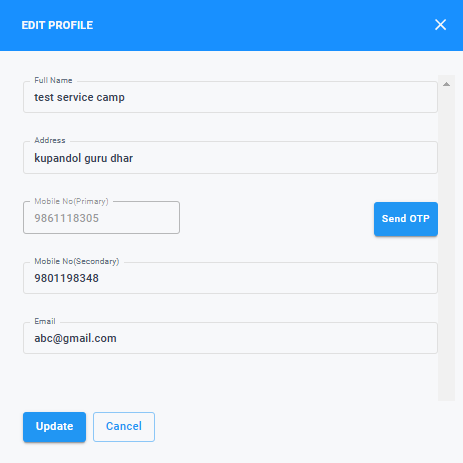 EDIT PROFILE
Full Name
test service camp
Address
kupandol guru dhar
Mobile No(Primary)
9861118305
Send OTP
Mobile No(Secondary)
9801198348
Email
abc@gmail.com
Update Cancel